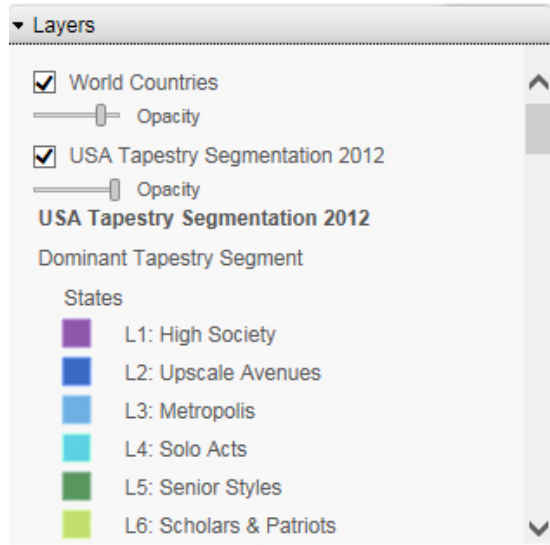 Layers
World Countries
Opacity
USA Tapestry Segmentation 2012
Opacity
USA Tapestry Segmentation 2012
Dominant Tapestry Segment
States
L1: High Society
L2: Upscale Avenues
L3: Metropolis
L4: Solo Acts
L5: Senior Styles
L6: Scholars & Patriots